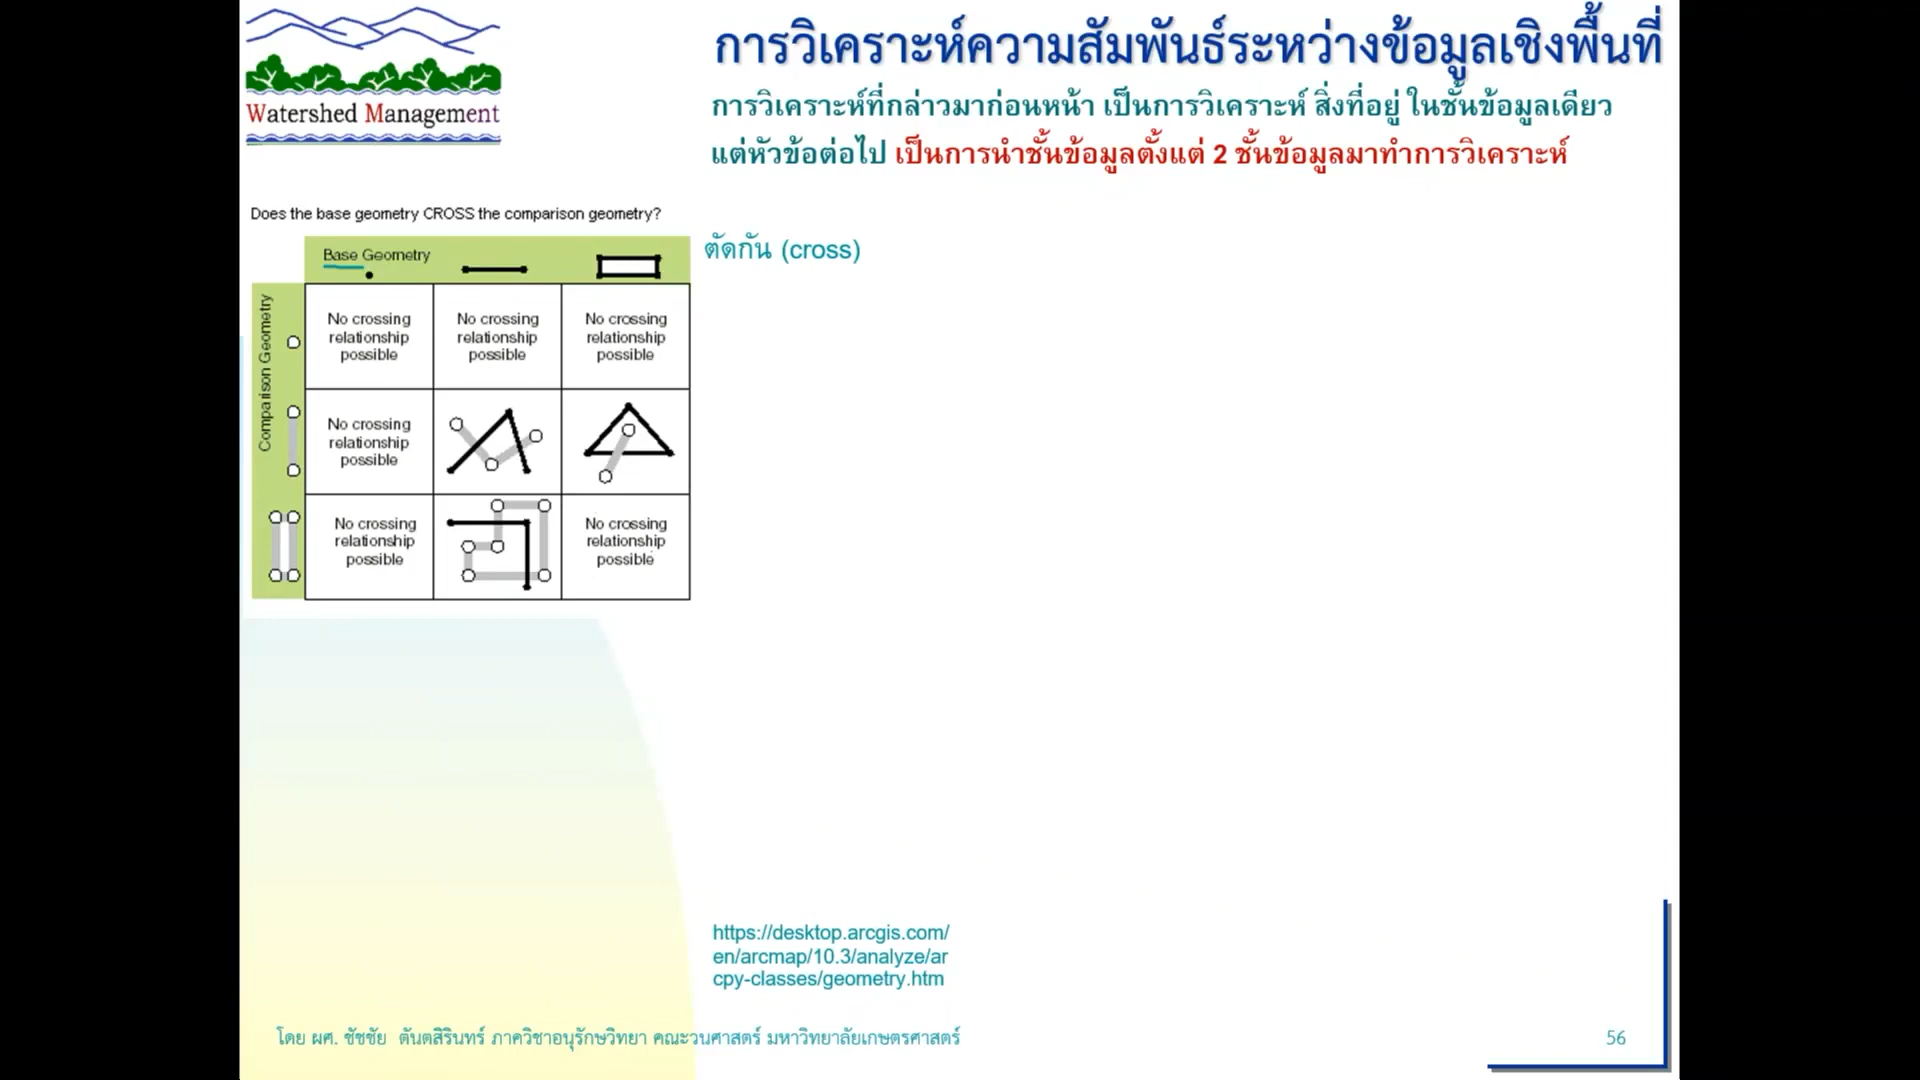 Watershed Management
การวิเคราะห์ความสัมพันธ์ระหว่างข้อมูลเชิงพื้นที่
การวิเคราะห์ที่กล่าวมาก่อนหน้า เป็นการวิเคราะห์ สิ่งที่อยู่ ในชั้นข้อมูลเดียว
แต่หัวข้อต่อไป เป็นการนำชั้นข้อมูลตั้งแต่ 2 ชั้นข้อมูลมาทำการวิเคราะห์
Does the base geometry CROSS the comparison geometry?
ตัดกัน (cross)
Base Geometry
Comparison Geometry
No crossing
relationship
possible
No crossing
relationship
possible
No crossing
relationship
possible
No crossing
relationship
possible
No crossing
relationship
possible
No crossing
relationship
possible
https://desktop.arcgis.com/
en/arcmap/10.3/analyze/ar
cpy-classes/geometry.htm
โดย ผศ. ชัชชัย ตันตสิรินทร์ ภาควิชาอนุรักษวิทยา คณะวนศาสตร์ มหาวิทยาลัยเกษตรศาสตร์
56